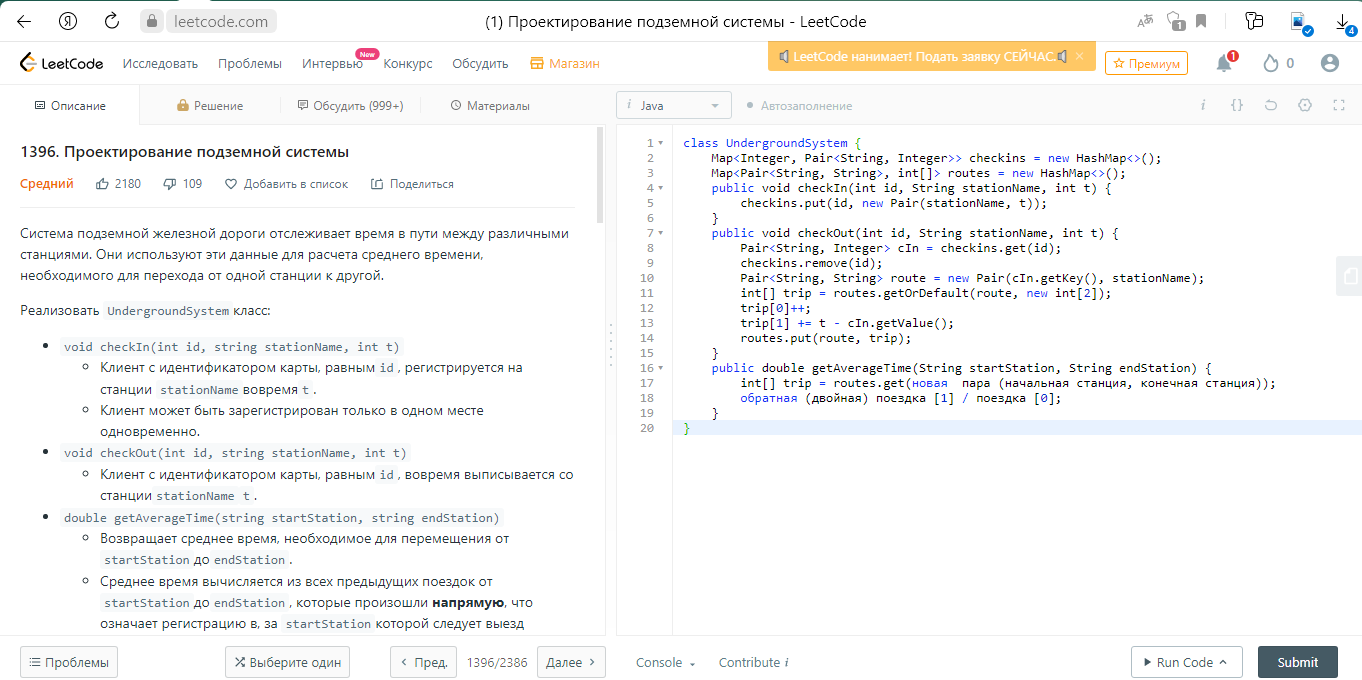 leetcode.com
(1) Проектирование подземной системы - LeetCode
1
4
LeetCode
Исследовать
Проблемы
Интервью
New
Конкурс
Обсудить
Магазин
LeetCode нанимает! Подать заявку СЕЙЧАС.
Премиум
1
0
Описание
Решение
Обсудить (999+)
Материалы
i Java
Автозаполнение
i {}
1396. Проектирование подземной системы
Средний
2180
109
Добавить в список
Поделиться
Система подземной железной дороги отслеживает время в пути между различными
станциями. Они используют эти данные для расчета среднего времени,
необходимого для перехода от одной станции к другой.
Реализовать UndergroundSystem класс:
void checkIn(int id, string stationName, int t)
Клиент с идентификатором карты, равным id , регистрируется на
станции stationName вовремя t .
Клиент может быть зарегистрирован только в одном месте
одновременно.
void checkOut(int id, string stationName, int t)
Клиент с идентификатором карты, равным id , вовремя выписывается со
станции stationName t .
double getAverageTime(string startStation, string endStation)
Возвращает среднее время, необходимое для перемещения от
startStation до endStation .
Среднее время вычисляется из всех предыдущих поездок от
startStation до endStation , которые произошли напрямую, что
означает регистрацию в, за startStation которой следует выезд
1 class UndergroundSystem {
2 Map<Integer, Pair<String, Integer>> checkins = new HashMap<>();
3 Map<Pair<String, String>, int[]> routes = new HashMap<>();
4 public void checkIn(int id, String stationName, int t) {
5 checkins.put(id, new Pair(stationName, t));
6 }
7 public void checkOut(int id, String stationName, int t) {
8 Pair<String, Integer> cIn = checkins.get(id);
9 checkins.remove(id);
10 Pair<String, String> route = new Pair(cIn.getKey(), stationName);
11 int[] trip = routes.getOrDefault(route, new int[2]);
12 trip[0]++;
13 trip[1] += t - cIn.getValue();
14 routes.put(route, trip);
15 }
16 public double getAverageTime(String startStation, String endStation) {
17 int[] trip = routes.get(новая пара (начальная станция, конечная станция));
18 обратная (двойная) поездка [1] / поездка [0];
19 }
20 }
Проблемы
Выберите один
Пред.
1396/2386
Далее
Console
Contribute i
Run Code
Submit